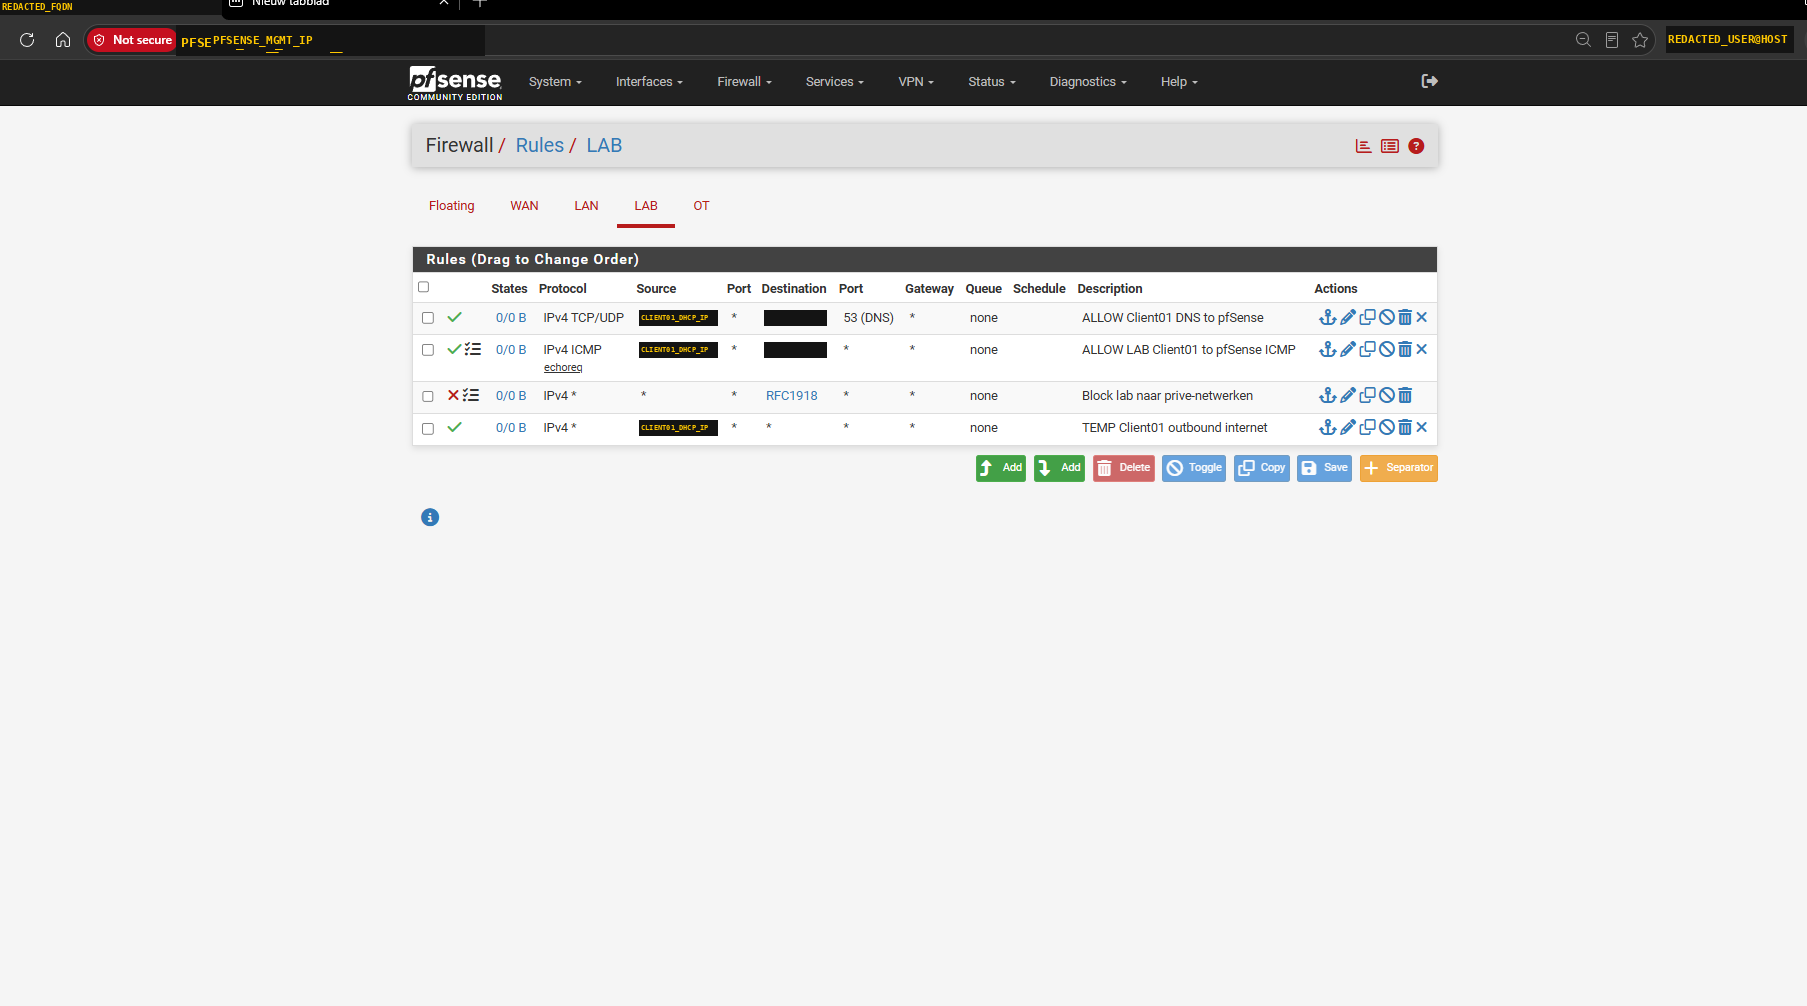 REDACTED_FQDN
Nieuw tabblad
Not secure PFSE PFSENSE_MGMT_IP REDACTED_USER@HOST
pfsense
COMMUNITY EDITION
System Interfaces Firewall Services VPN Status Diagnostics Help
Firewall / Rules / LAB
Floating WAN LAN LAB OT
Rules (Drag to Change Order)
States Protocol Source Port Destination Port Gateway Queue Schedule Description Actions
0/0 B IPv4 TCP/UDP CLIENT01_DHCP_IP * 53 (DNS) * none ALLOW Client01 DNS to pfSense
0/0 B IPv4 ICMP CLIENT01_DHCP_IP * * * none ALLOW LAB Client01 to pfSense ICMP
echoreq
0/0 B IPv4 * * * RFC1918 * * none Block lab naar prive-netwerken
0/0 B IPv4 * CLIENT01_DHCP_IP * * * * none TEMP Client01 outbound internet
Add Add Delete Toggle Copy Save Separator